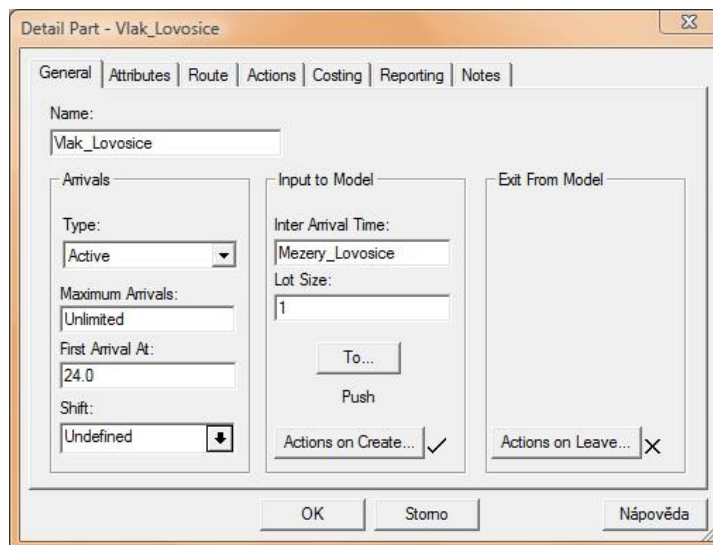 Detail Part - Vlak_Lovosice
General Attributes Route Actions Costing Reporting Notes
Name:
Vlak_Lovosice
Arrivals
Type:
Active
Maximum Arrivals:
Unlimited
First Arrival At:
24.0
Shift:
Undefined
Input to Model
Inter Arrival Time:
Mezery_Lovosice
Lot Size:
1
To...
Push
Actions on Create...
Exit From Model
Actions on Leave...
OK Storno Nápověda